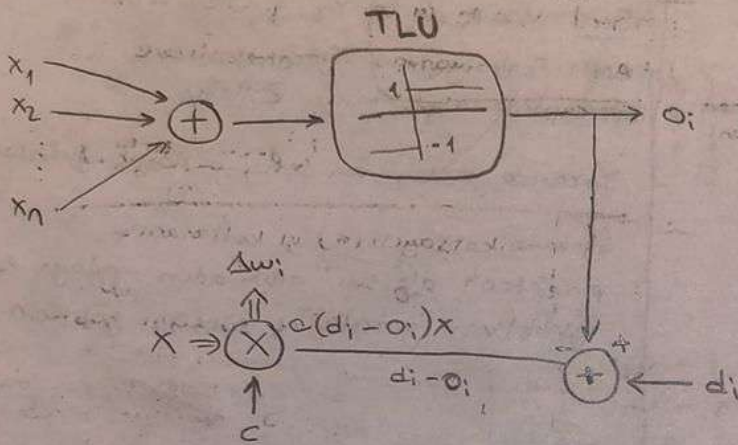 TLU
x1
x2
⋮
xn
+
1
-1
oi
Δwi
X ⇒ X c(di-oi)x
di-oi
c
- +
+
di